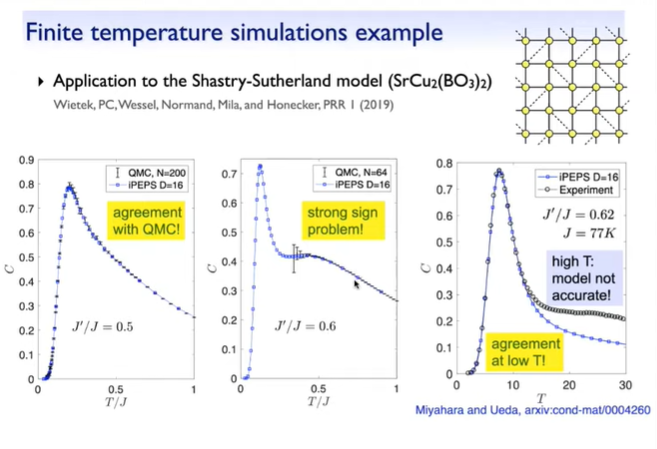 Finite temperature simulations example
Application to the Shastry-Sutherland model (SrCu2(BO3)2)
Wietek, PC, Wessel, Normand, Mila, and Honecker, PRR 1 (2019)
0.9
0.8
0.7
0.6
0.5
0.4
0.3
0.2
0.1
0
C
QMC, N=200
iPEPS D=16
agreement
with QMC!
J′/J = 0.5
0
0.5
1
T/J
0.7
0.6
0.5
0.4
0.3
0.2
0.1
0
C
QMC, N=64
iPEPS D=16
strong sign
problem!
J′/J = 0.6
0
0.5
1
T/J
0.8
0.7
0.6
0.5
0.4
0.3
0.2
0.1
0
C
iPEPS D=16
Experiment
J′/J = 0.62
J = 77K
high T:
model not
accurate!
agreement
at low T!
0
10
20
30
T
Miyahara and Ueda, arxiv:cond-mat/0004260